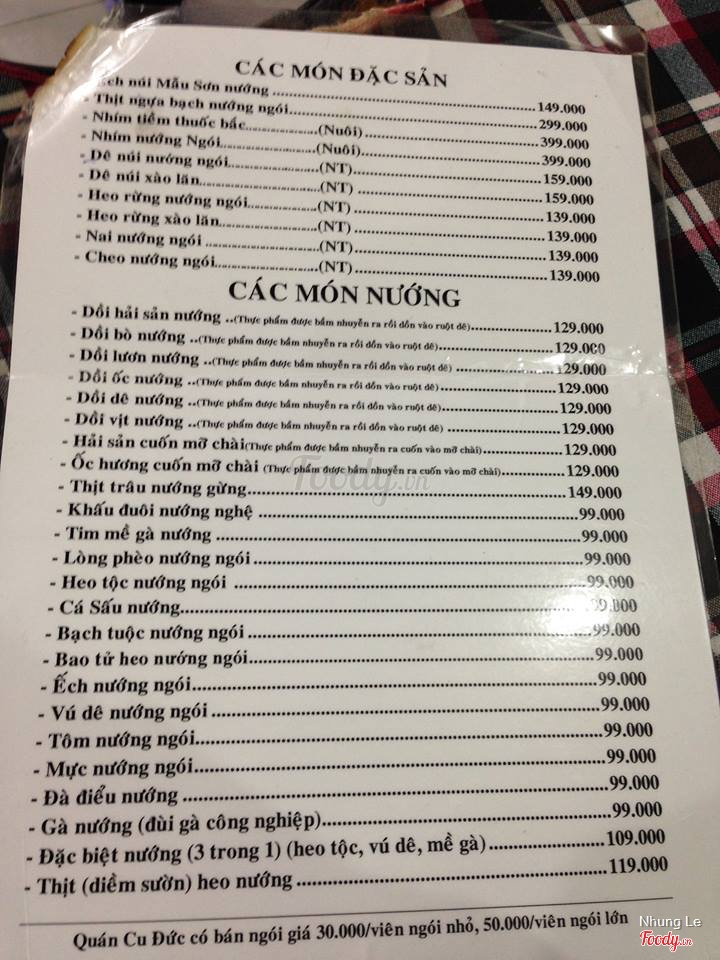 CÁC MÓN ĐẶC SẢN
Ếch núi Mẫu Sơn nướng ........ 149.000
- Thịt ngựa bạch nướng ngói ........ 299.000
- Nhím tiềm thuốc bắc........(Nuôi) ........ 399.000
- Nhím nướng Ngói ........(Nuôi)........ 399.000
- Dê núi nướng ngói........(NT) ........ 159.000
- Dê núi xào lăn........(NT) ........ 159.000
- Heo rừng nướng ngói........(NT) ........ 139.000
- Heo rừng xào lăn........(NT) ........ 139.000
- Nai nướng ngói ........(NT) ........ 139.000
- Cheo nướng ngói........(NT) ........ 139.000
CÁC MÓN NƯỚNG
- Dồi hải sản nướng ..(Thực phẩm được bầm nhuyễn ra rồi dồn vào ruột dê)........ 129.000
- Dồi bò nướng ..(Thực phẩm được bầm nhuyễn ra rồi dồn vào ruột dê)........ 129.000
- Dồi lươn nướng ..(Thực phẩm được bầm nhuyễn ra rồi dồn vào ruột dê) ........ 129.000
- Dồi ốc nướng ..(Thực phẩm được bầm nhuyễn ra rồi dồn vào ruột dê) ........ 129.000
- Dồi dê nướng ..(Thực phẩm được bầm nhuyễn ra rồi dồn vào ruột dê)........ 129.000
- Dồi vịt nướng ..(Thực phẩm được bầm nhuyễn ra rồi dồn vào ruột dê) ........ 129.000
- Hải sản cuốn mỡ chài(Thực phẩm được bầm nhuyễn ra cuốn vào mỡ chài)........ 129.000
- Ốc hương cuốn mỡ chài (Thực phẩm được bầm nhuyễn ra cuốn vào mỡ chài)........ 129.000
- Thịt trâu nướng gừng........ 149.000
- Khấu đuôi nướng nghệ ........ 99.000
- Tim mề gà nướng ........ 99.000
- Lòng phèo nướng ngói ........ 99.000
- Heo tộc nướng ngói ........ 99.000
- Cá Sấu nướng........ 99.000
- Bạch tuộc nướng ngói ........ 99.000
- Bao tử heo nướng ngói........ 99.000
- Ếch nướng ngói........ 99.000
- Vú dê nướng ngói ........ 99.000
- Tôm nướng ngói........ 99.000
- Mực nướng ngói........ 99.000
- Đà điểu nướng ........ 99.000
- Gà nướng (đùi gà công nghiệp)........ 99.000
- Đặc biệt nướng (3 trong 1) (heo tộc, vú dê, mề gà) ........ 109.000
- Thịt (diềm sườn) heo nướng ........ 119.000
Quán Cu Đức có bán ngói giá 30.000/viên ngói nhỏ, 50.000/viên ngói lớn
Foody.vn
Nhung Le
Foody.vn